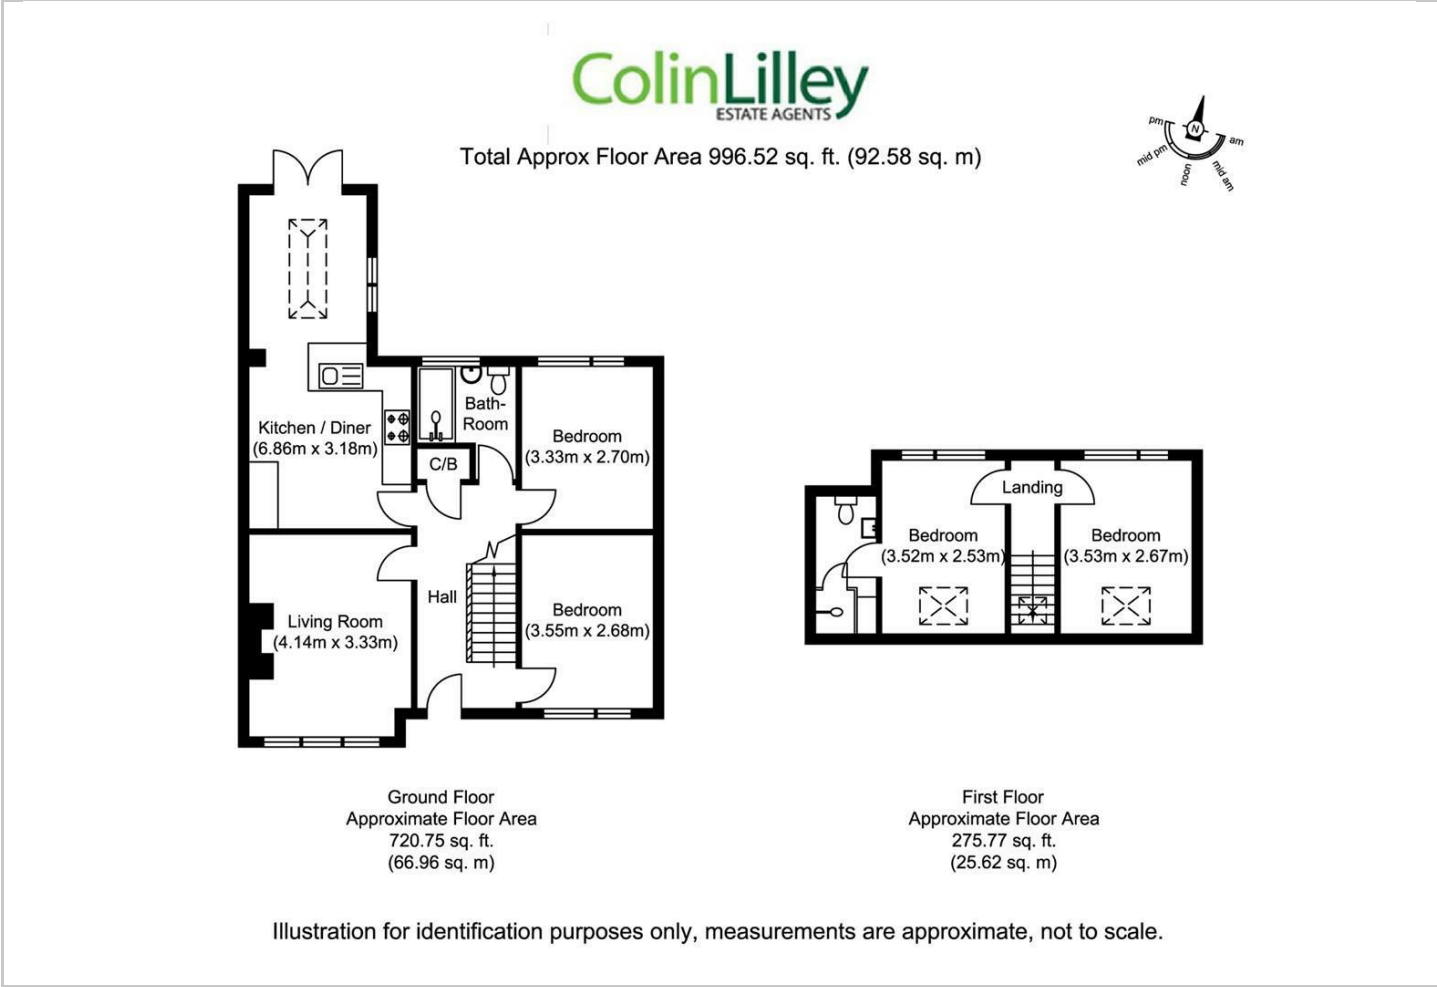 ColinLilley
ESTATE AGENTS
Total Approx Floor Area 996.52 sq. ft. (92.58 sq. m)
N
pm
am
mid pm
noon
mid am
Kitchen / Diner
(6.86m x 3.18m)
Bath-
Room
C/B
Bedroom
(3.33m x 2.70m)
Hall
Living Room
(4.14m x 3.33m)
Bedroom
(3.55m x 2.68m)
Landing
Bedroom
(3.52m x 2.53m)
Bedroom
(3.53m x 2.67m)
Ground Floor
Approximate Floor Area
720.75 sq. ft.
(66.96 sq. m)
First Floor
Approximate Floor Area
275.77 sq. ft.
(25.62 sq. m)
Illustration for identification purposes only, measurements are approximate, not to scale.